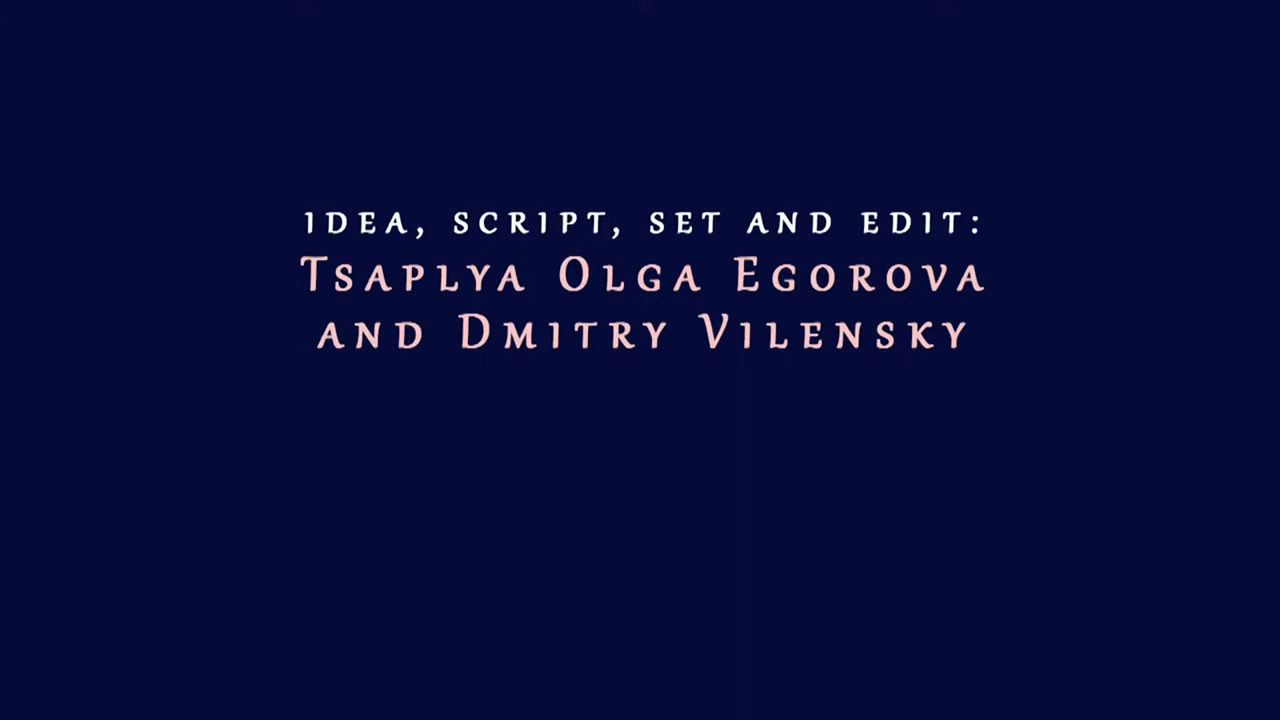 IDEA, SCRIPT, SET AND EDIT:
TSAPLYA OLGA EGOROVA
AND DMITRY VILENSKY